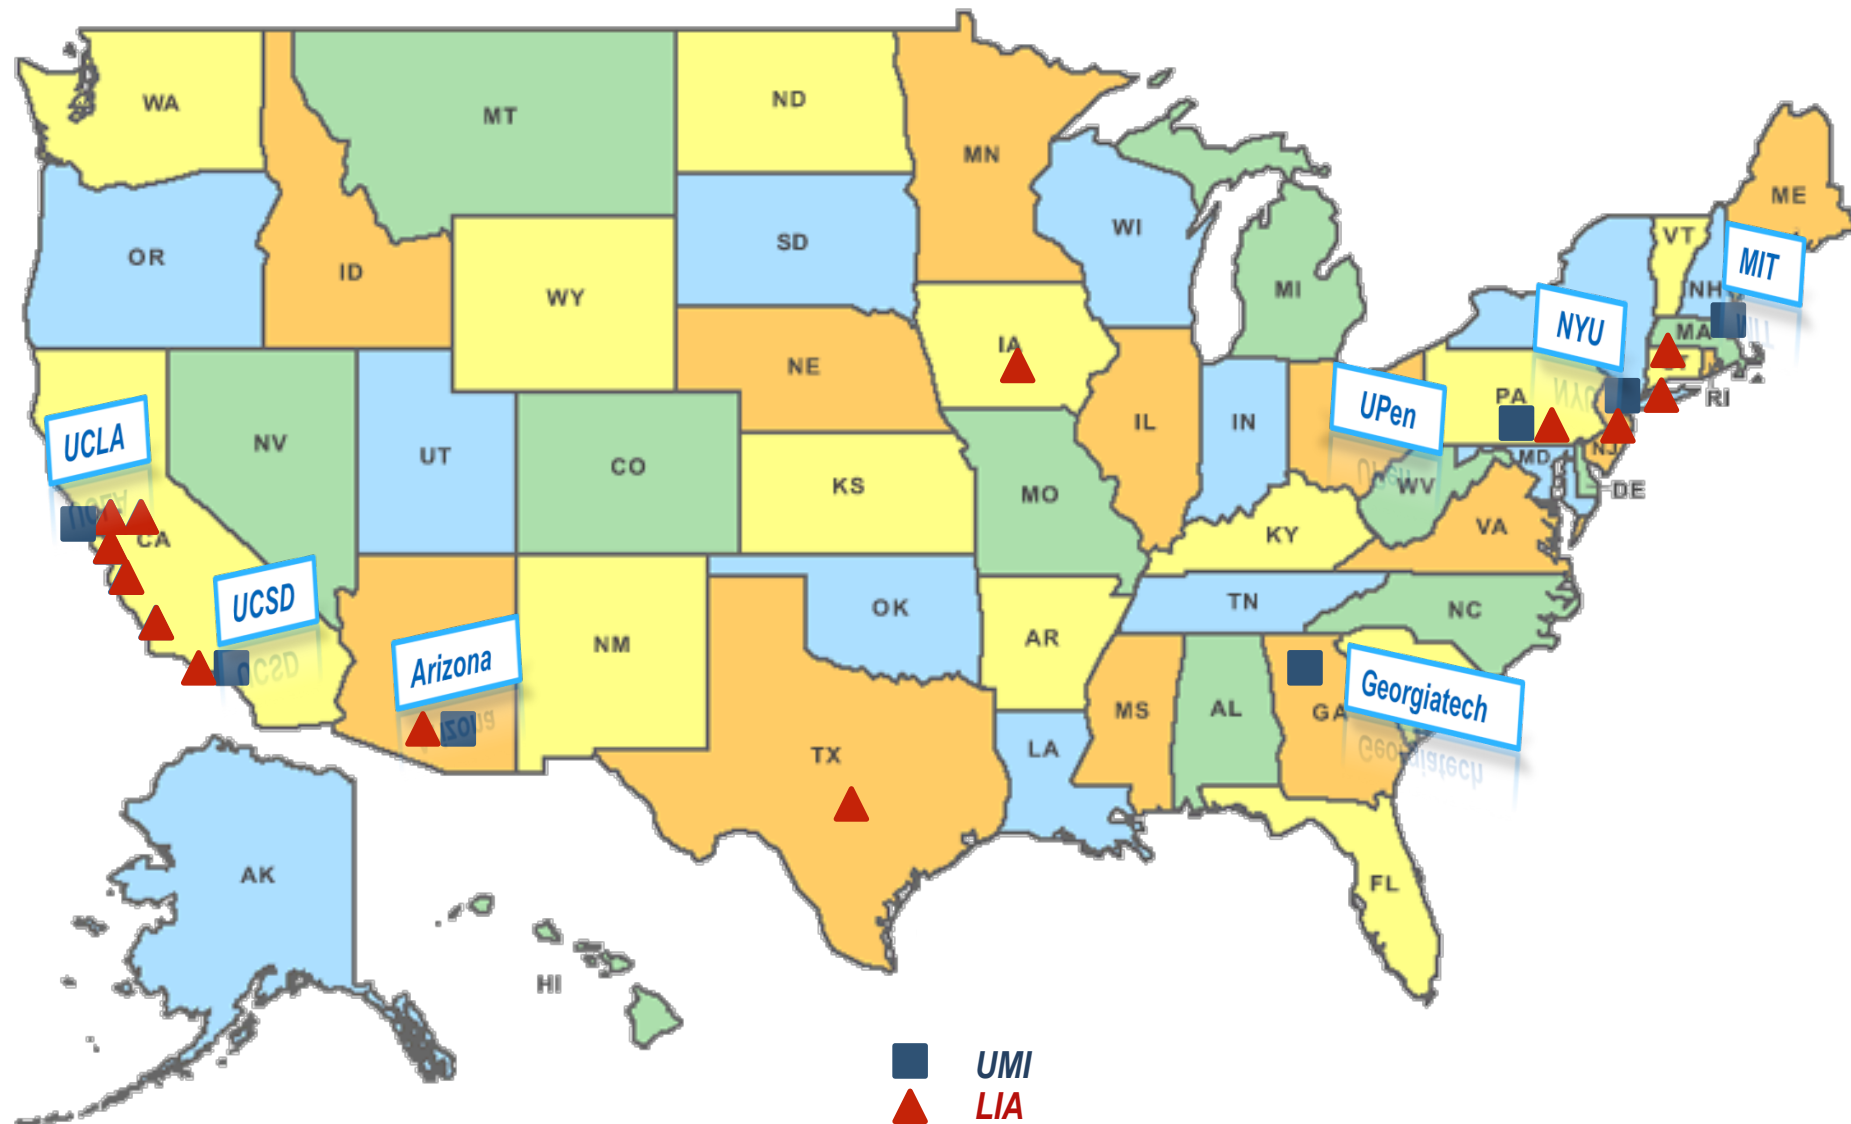 WA
MT
ND
MN
ME
OR
ID
WY
SD
WI
MI
VT
NH
MIT
MA
RI
NYU
NE
IA
IL
IN
UPen
PA
NJ
MD
DE
WV
VA
UCLA
NV
UT
CO
KS
MO
KY
CA
UCSD
Arizona
NM
OK
AR
TN
NC
TX
LA
MS
AL
GA
Georgiatech
FL
AK
HI
UMI
LIA